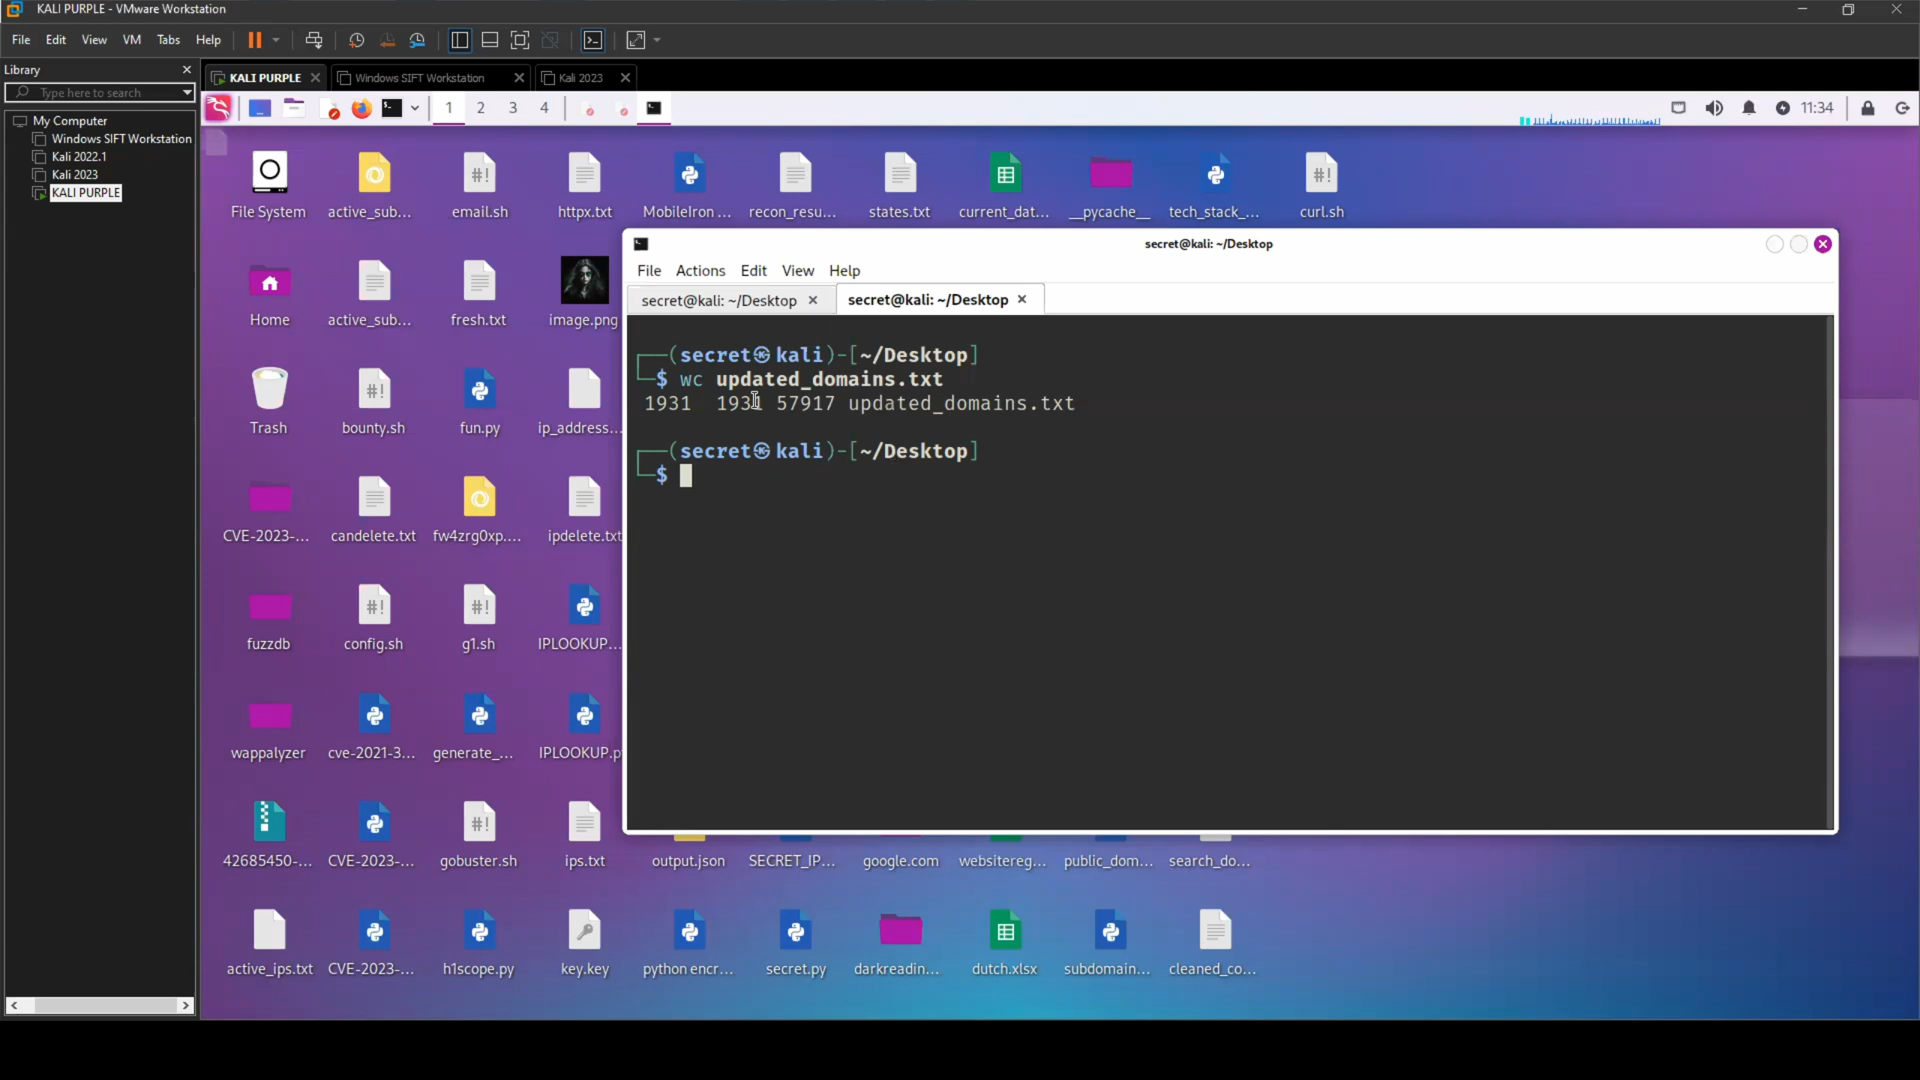 KALI PURPLE - VMware Workstation
File Edit View VM Tabs Help
Library
Type here to search
My Computer
Windows SIFT Workstation
Kali 2022.1
Kali 2023
KALI PURPLE
KALI PURPLE Windows SIFT Workstation Kali 2023
1 2 3 4 11:34
File System active_sub... email.sh httpx.txt MobileIron ... recon_resu... states.txt current_dat... __pycache__ tech_stack_... curl.sh
Home active_sub... fresh.txt image.png
Trash bounty.sh fun.py ip_address...
CVE-2023-... candelete.txt fw4zrg0xp.... ipdelete.txt
fuzzdb config.sh g1.sh IPLOOKUP...
wappalyzer cve-2021-3... generate_... IPLOOKUP.p
42685450-... CVE-2023-... gobuster.sh ips.txt output.json SECRET_IP... google.com websitereg... public_dom... search_do...
active_ips.txt CVE-2023-... h1scope.py key.key python encr... secret.py darkreadin... dutch.xlsx subdomain... cleaned_co...
secret@kali: ~/Desktop
File Actions Edit View Help
secret@kali: ~/Desktop secret@kali: ~/Desktop
(secret㉿kali)-[~/Desktop]
$ wc updated_domains.txt
1931 1931 57917 updated_domains.txt
(secret㉿kali)-[~/Desktop]
$